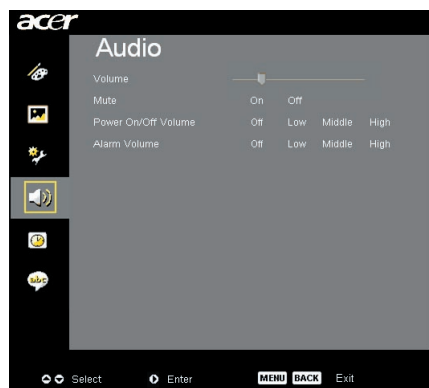 acer
Audio
Volume
Mute On Off
Power On/Off Volume Off Low Middle High
Alarm Volume Off Low Middle High
abc
Select Enter MENU BACK Exit